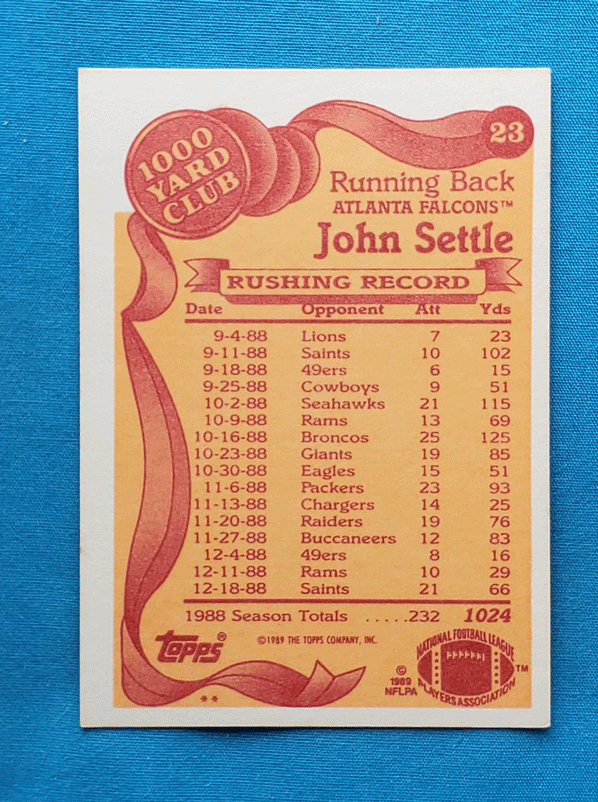 1000
YARD
CLUB
23
Running Back
ATLANTA FALCONS™
John Settle
RUSHING RECORD
Date Opponent Att Yds
9-4-88 Lions 7 23
9-11-88 Saints 10 102
9-18-88 49ers 6 15
9-25-88 Cowboys 9 51
10-2-88 Seahawks 21 115
10-9-88 Rams 13 69
10-16-88 Broncos 25 125
10-23-88 Giants 19 85
10-30-88 Eagles 15 51
11-6-88 Packers 23 93
11-13-88 Chargers 14 25
11-20-88 Raiders 19 76
11-27-88 Buccaneers 12 83
12-4-88 49ers 8 16
12-11-88 Rams 10 29
12-18-88 Saints 21 66
1988 Season Totals .....232 1024
topps®
©1989 THE TOPPS COMPANY, INC.
©
1989
NFLPA
NATIONAL FOOTBALL LEAGUE
PLAYERS ASSOCIATION
™
**